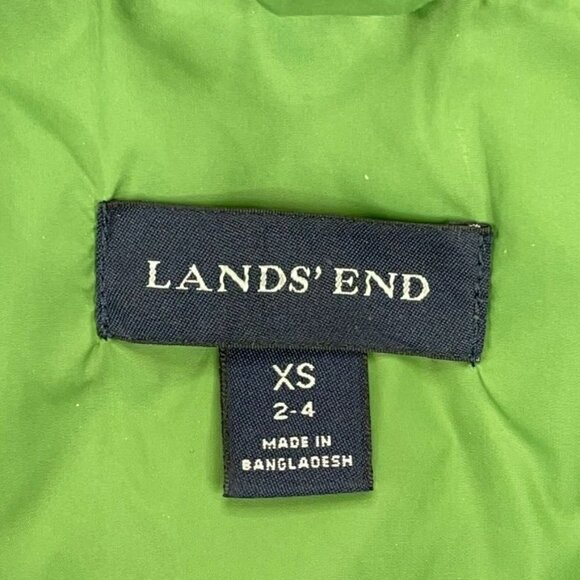 LANDS' END
XS
2-4
MADE IN
BANGLADESH